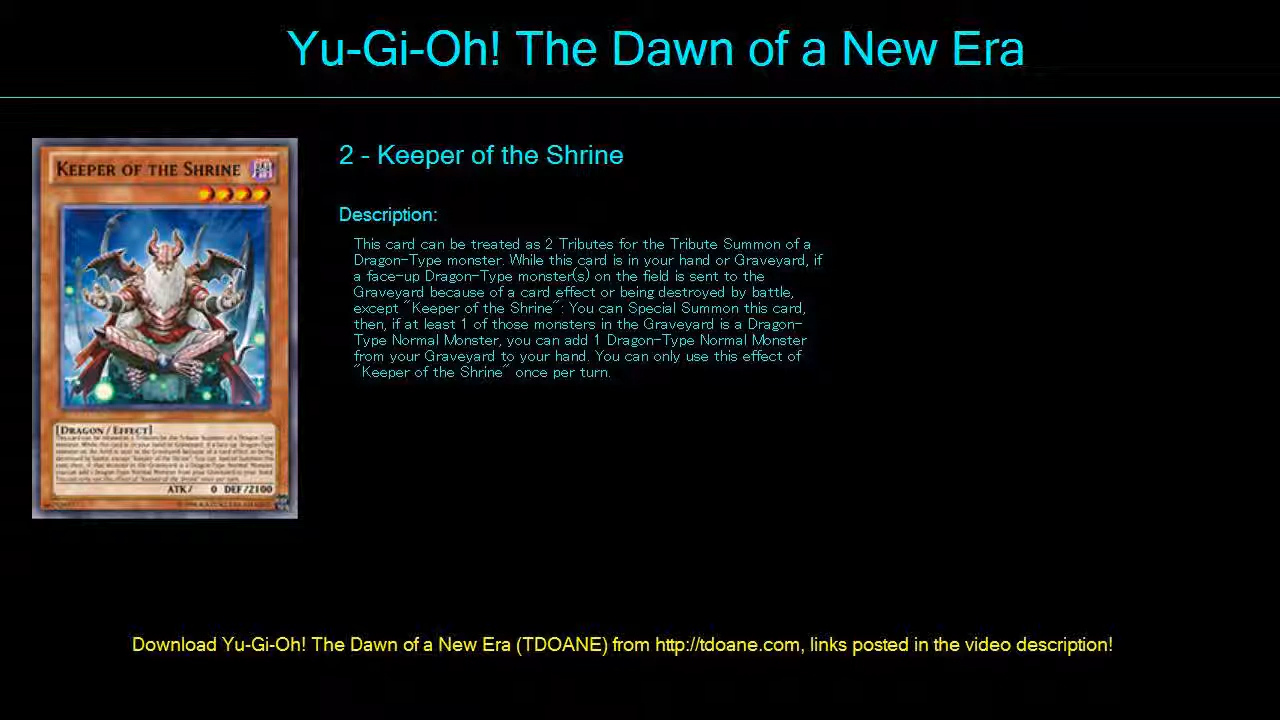 Yu-Gi-Oh! The Dawn of a New Era
KEEPER OF THE SHRINE
2 - Keeper of the Shrine
Description:
This card can be treated as 2 Tributes for the Tribute Summon of a
Dragon-Type monster. While this card is in your hand or Graveyard, if
a face-up Dragon-Type monster(s) on the field is sent to the
Graveyard because of a card effect or being destroyed by battle,
except "Keeper of the Shrine": You can Special Summon this card,
then, if at least 1 of those monsters in the Graveyard is a Dragon-
Type Normal Monster, you can add 1 Dragon-Type Normal Monster
from your Graveyard to your hand. You can only use this effect of
"Keeper of the Shrine" once per turn.
[DRAGON / EFFECT]
ATK/ 0 DEF/2100
Download Yu-Gi-Oh! The Dawn of a New Era (TDOANE) from http://tdoane.com, links posted in the video description!